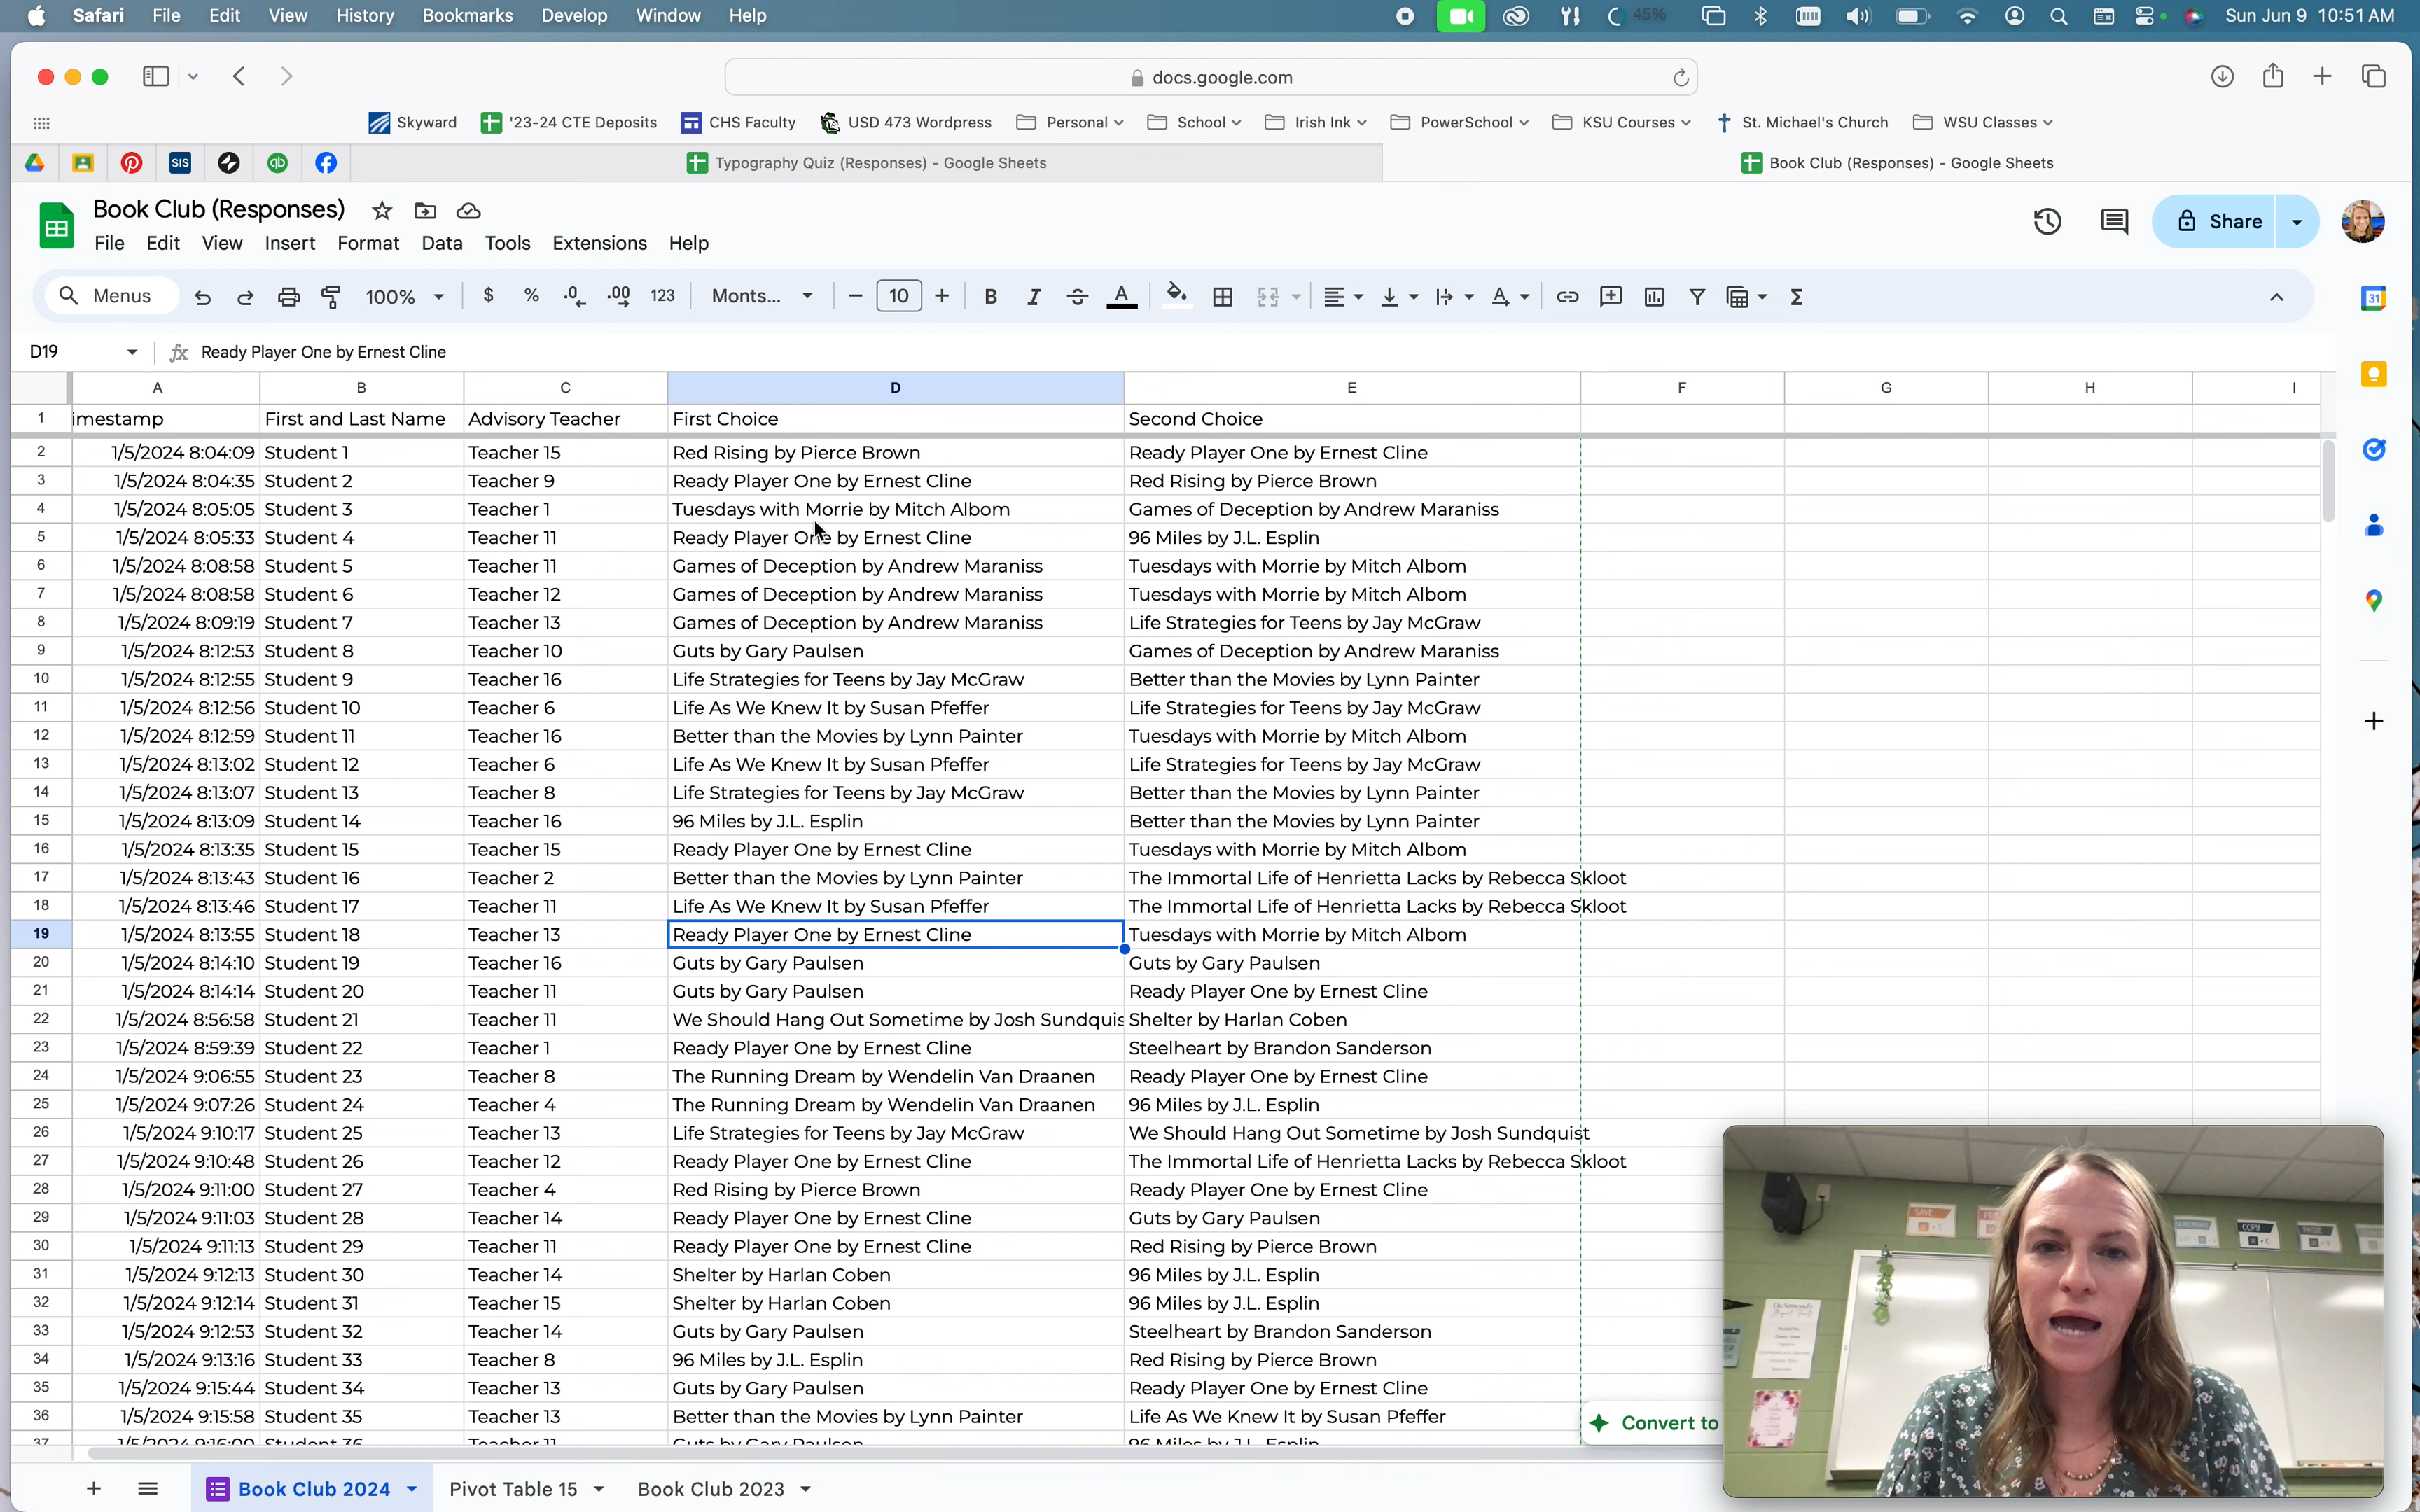 Safari File Edit View History Bookmarks Develop Window Help 45% Sun Jun 9 10:51 AM
docs.google.com
Skyward '23-24 CTE Deposits CHS Faculty USD 473 Wordpress Personal School Irish Ink PowerSchool KSU Courses St. Michael's Church WSU Classes
SIS qb Typography Quiz (Responses) - Google Sheets Book Club (Responses) - Google Sheets
Book Club (Responses) Share
File Edit View Insert Format Data Tools Extensions Help
Menus 100% $ % .0 .00 123 Monts... 10 B I A A Σ 31
D19 fx Ready Player One by Ernest Cline
A B C D E F G H I
1 imestamp First and Last Name Advisory Teacher First Choice Second Choice
2 1/5/2024 8:04:09 Student 1 Teacher 15 Red Rising by Pierce Brown Ready Player One by Ernest Cline
3 1/5/2024 8:04:35 Student 2 Teacher 9 Ready Player One by Ernest Cline Red Rising by Pierce Brown
4 1/5/2024 8:05:05 Student 3 Teacher 1 Tuesdays with Morrie by Mitch Albom Games of Deception by Andrew Maraniss
5 1/5/2024 8:05:33 Student 4 Teacher 11 Ready Player One by Ernest Cline 96 Miles by J.L. Esplin
6 1/5/2024 8:08:58 Student 5 Teacher 11 Games of Deception by Andrew Maraniss Tuesdays with Morrie by Mitch Albom
7 1/5/2024 8:08:58 Student 6 Teacher 12 Games of Deception by Andrew Maraniss Tuesdays with Morrie by Mitch Albom
8 1/5/2024 8:09:19 Student 7 Teacher 13 Games of Deception by Andrew Maraniss Life Strategies for Teens by Jay McGraw
9 1/5/2024 8:12:53 Student 8 Teacher 10 Guts by Gary Paulsen Games of Deception by Andrew Maraniss
10 1/5/2024 8:12:55 Student 9 Teacher 16 Life Strategies for Teens by Jay McGraw Better than the Movies by Lynn Painter
11 1/5/2024 8:12:56 Student 10 Teacher 6 Life As We Knew It by Susan Pfeffer Life Strategies for Teens by Jay McGraw
12 1/5/2024 8:12:59 Student 11 Teacher 16 Better than the Movies by Lynn Painter Tuesdays with Morrie by Mitch Albom
13 1/5/2024 8:13:02 Student 12 Teacher 6 Life As We Knew It by Susan Pfeffer Life Strategies for Teens by Jay McGraw
14 1/5/2024 8:13:07 Student 13 Teacher 8 Life Strategies for Teens by Jay McGraw Better than the Movies by Lynn Painter
15 1/5/2024 8:13:09 Student 14 Teacher 16 96 Miles by J.L. Esplin Better than the Movies by Lynn Painter
16 1/5/2024 8:13:35 Student 15 Teacher 15 Ready Player One by Ernest Cline Tuesdays with Morrie by Mitch Albom
17 1/5/2024 8:13:43 Student 16 Teacher 2 Better than the Movies by Lynn Painter The Immortal Life of Henrietta Lacks by Rebecca Skloot
18 1/5/2024 8:13:46 Student 17 Teacher 11 Life As We Knew It by Susan Pfeffer The Immortal Life of Henrietta Lacks by Rebecca Skloot
19 1/5/2024 8:13:55 Student 18 Teacher 13 Ready Player One by Ernest Cline Tuesdays with Morrie by Mitch Albom
20 1/5/2024 8:14:10 Student 19 Teacher 16 Guts by Gary Paulsen Guts by Gary Paulsen
21 1/5/2024 8:14:14 Student 20 Teacher 11 Guts by Gary Paulsen Ready Player One by Ernest Cline
22 1/5/2024 8:56:58 Student 21 Teacher 11 We Should Hang Out Sometime by Josh Sundquis Shelter by Harlan Coben
23 1/5/2024 8:59:39 Student 22 Teacher 1 Ready Player One by Ernest Cline Steelheart by Brandon Sanderson
24 1/5/2024 9:06:55 Student 23 Teacher 8 The Running Dream by Wendelin Van Draanen Ready Player One by Ernest Cline
25 1/5/2024 9:07:26 Student 24 Teacher 4 The Running Dream by Wendelin Van Draanen 96 Miles by J.L. Esplin
26 1/5/2024 9:10:17 Student 25 Teacher 13 Life Strategies for Teens by Jay McGraw We Should Hang Out Sometime by Josh Sundquist
27 1/5/2024 9:10:48 Student 26 Teacher 12 Ready Player One by Ernest Cline The Immortal Life of Henrietta Lacks by Rebecca Skloot
28 1/5/2024 9:11:00 Student 27 Teacher 4 Red Rising by Pierce Brown Ready Player One by Ernest Cline
29 1/5/2024 9:11:03 Student 28 Teacher 14 Ready Player One by Ernest Cline Guts by Gary Paulsen
30 1/5/2024 9:11:13 Student 29 Teacher 11 Ready Player One by Ernest Cline Red Rising by Pierce Brown
31 1/5/2024 9:12:13 Student 30 Teacher 14 Shelter by Harlan Coben 96 Miles by J.L. Esplin
32 1/5/2024 9:12:14 Student 31 Teacher 15 Shelter by Harlan Coben 96 Miles by J.L. Esplin
33 1/5/2024 9:12:53 Student 32 Teacher 14 Guts by Gary Paulsen Steelheart by Brandon Sanderson
34 1/5/2024 9:13:16 Student 33 Teacher 8 96 Miles by J.L. Esplin Red Rising by Pierce Brown
35 1/5/2024 9:15:44 Student 34 Teacher 13 Guts by Gary Paulsen Ready Player One by Ernest Cline
36 1/5/2024 9:15:58 Student 35 Teacher 13 Better than the Movies by Lynn Painter Life As We Knew It by Susan Pfeffer
37 1/5/2024 9:16:00 Student 36 Teacher 11 Guts by Gary Paulsen 96 Miles by J.L. Esplin
Convert to
SAVE COPY
Book Club 2024 Pivot Table 15 Book Club 2023